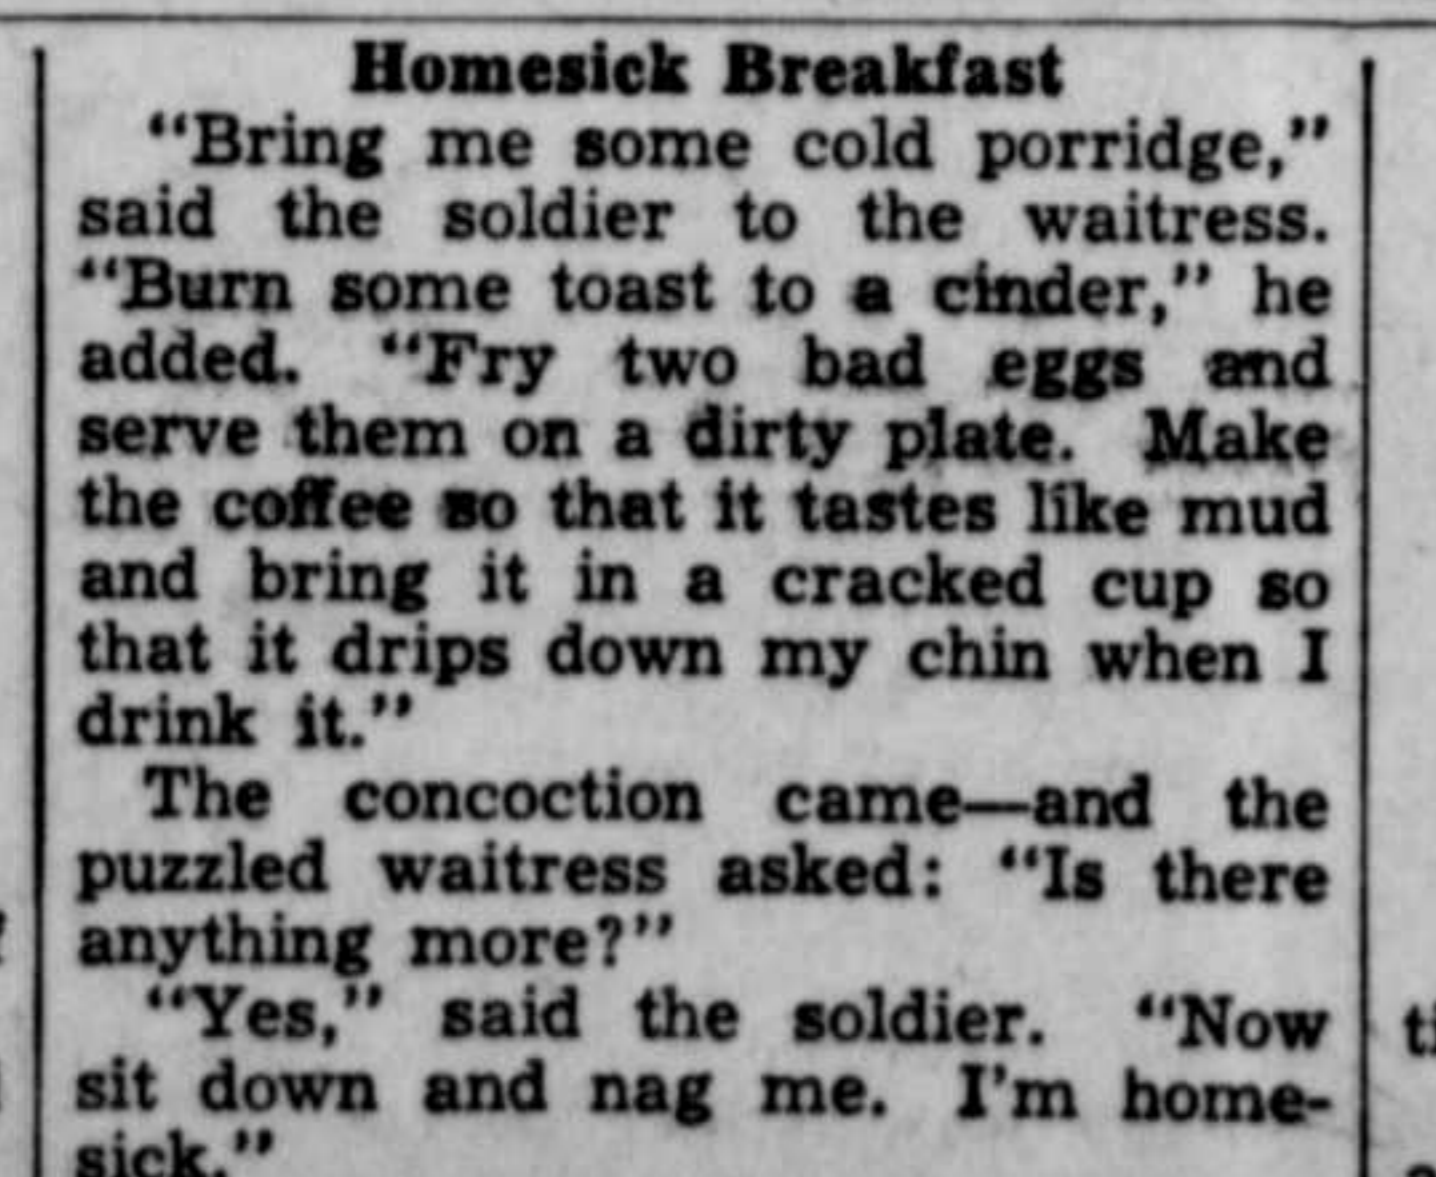 Homesick Breakfast
“Bring me some cold porridge,”
said the soldier to the waitress.
“Burn some toast to a cinder,” he
added. “Fry two bad eggs and
serve them on a dirty plate. Make
the coffee so that it tastes like mud
and bring it in a cracked cup so
that it drips down my chin when I
drink it.”
The concoction came—and the
puzzled waitress asked: “Is there
anything more?”
“Yes,” said the soldier. “Now
sit down and nag me. I’m home-
sick.”